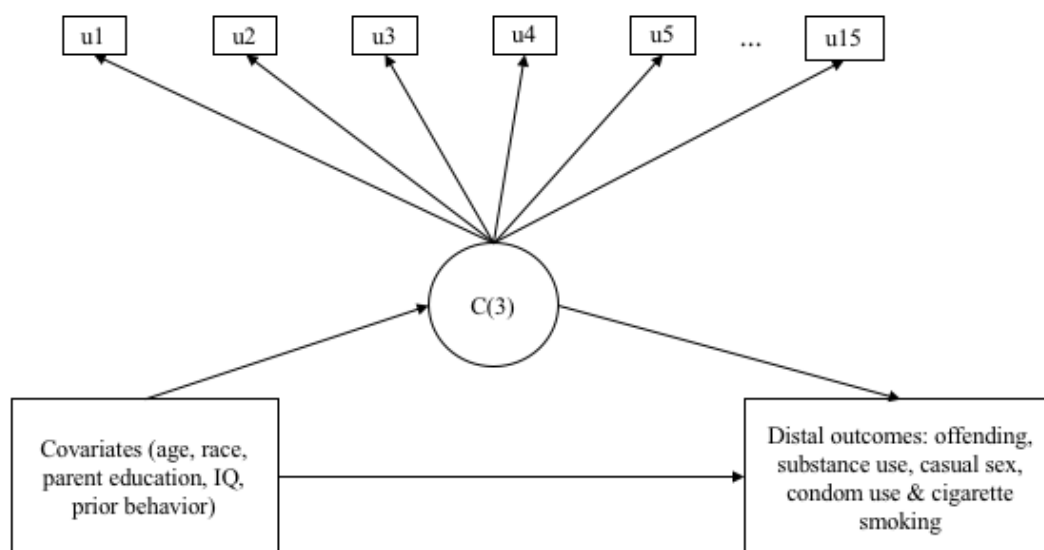 u1
u2
u3
u4
u5
...
u15
C(3)
Covariates (age, race,
parent education, IQ,
prior behavior)
Distal outcomes: offending,
substance use, casual sex,
condom use & cigarette
smoking